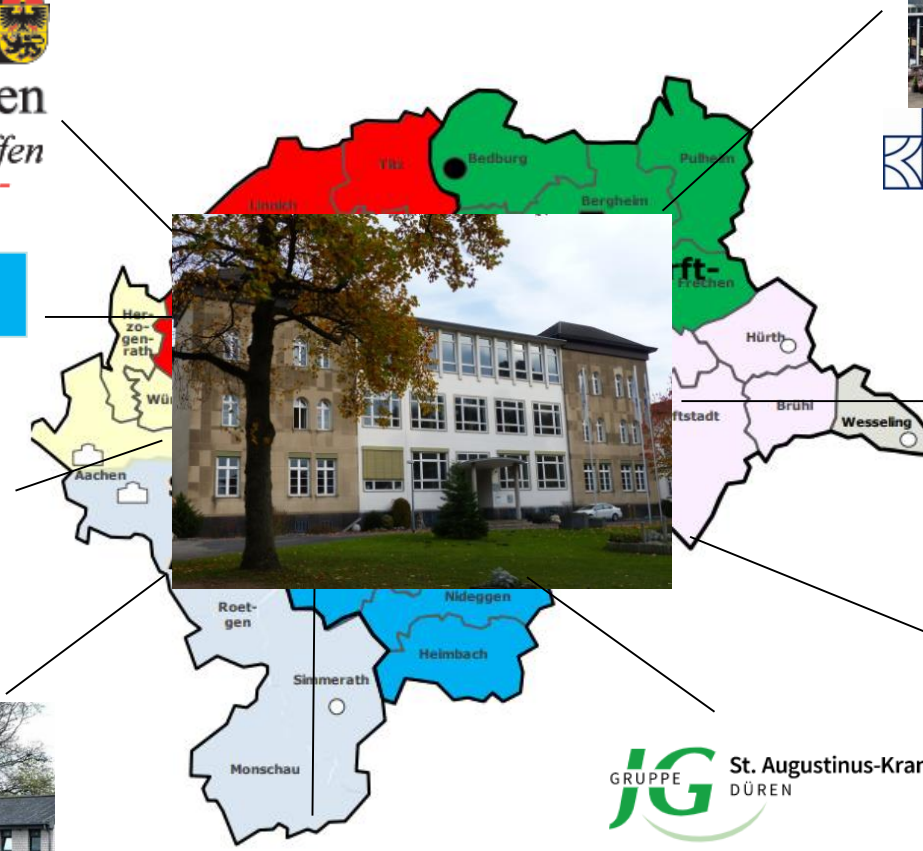 en
ffen
Titz
Bedburg
Pulheim
Linnich
Bergheim
rft-
Frechen
Her-
zo-
gen-
rath
Hürth
Wür
ftstadt
Brühl
Wesseling
Aachen
Nideggen
Roet-
gen
Heimbach
Simmerath
Monschau
GRUPPE
JG
St. Augustinus-Kran
DÜREN